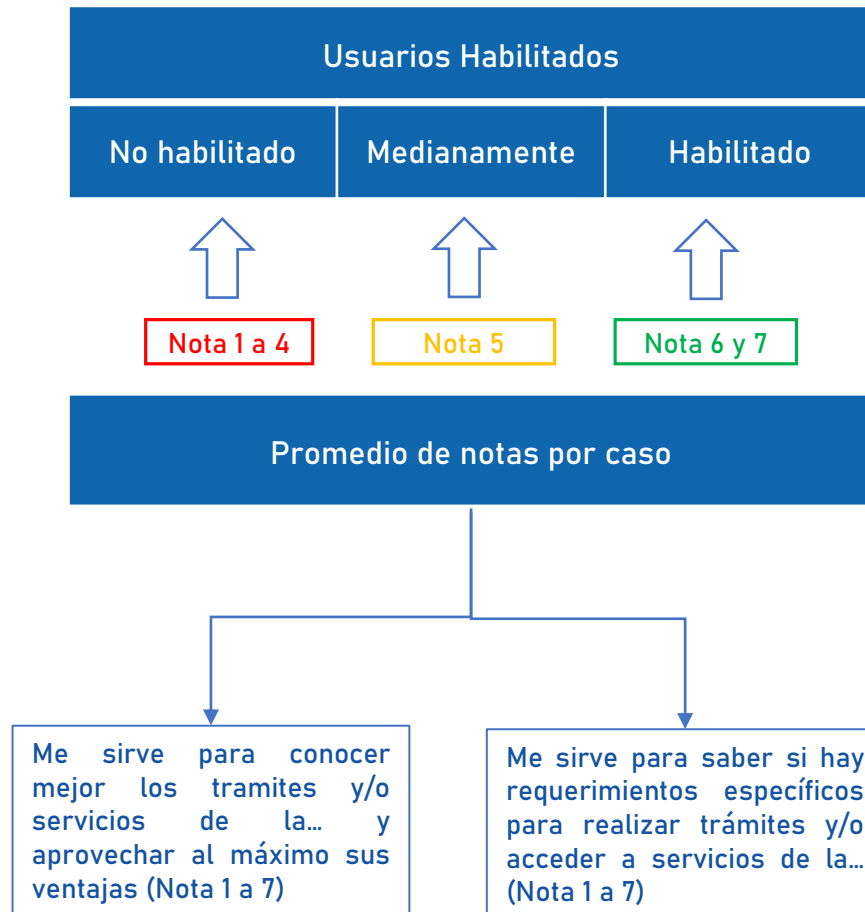 Usuarios Habilitados
No habilitado
Medianamente
Habilitado
Nota 1 a 4
Nota 5
Nota 6 y 7
Promedio de notas por caso
Me sirve para conocer
mejor los tramites y/o
servicios de la... y
aprovechar al máximo sus
ventajas (Nota 1 a 7)
Me sirve para saber si hay
requerimientos específicos
para realizar trámites y/o
acceder a servicios de la...
(Nota 1 a 7)